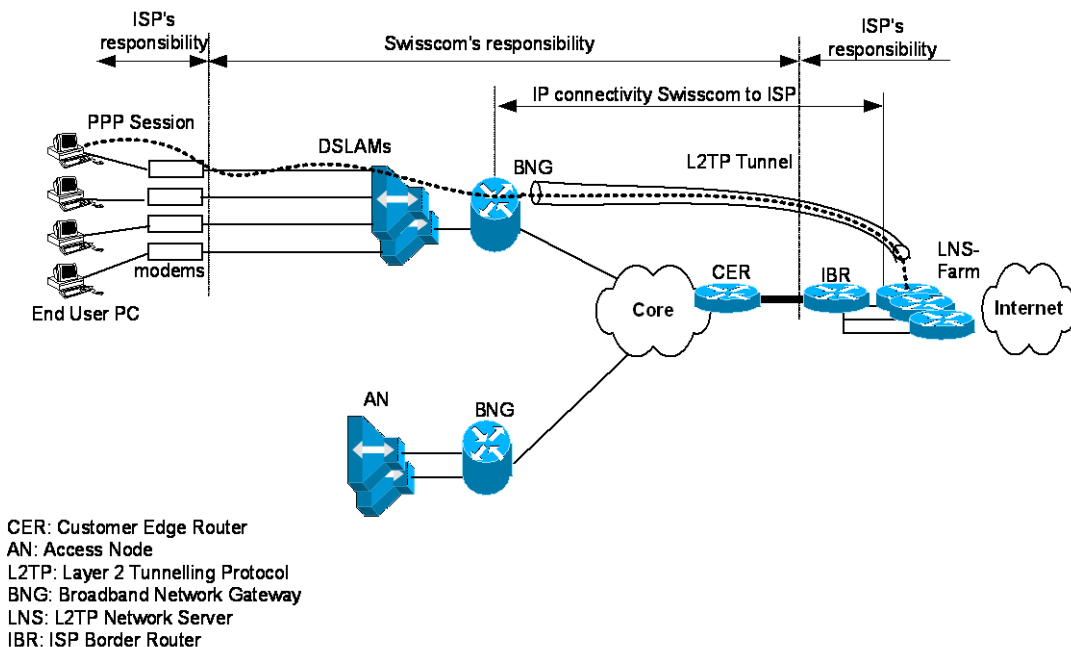 ISP's
responsibility
Swisscom's responsibility
ISP's
responsibility
IP connectivity Swisscom to ISP
PPP Session
DSLAMs
BNG
L2TP Tunnel
modems
End User PC
CER
IBR
LNS-
Farm
Core
Internet
AN
BNG
CER: Customer Edge Router
AN: Access Node
L2TP: Layer 2 Tunnelling Protocol
BNG: Broadband Network Gateway
LNS: L2TP Network Server
IBR: ISP Border Router